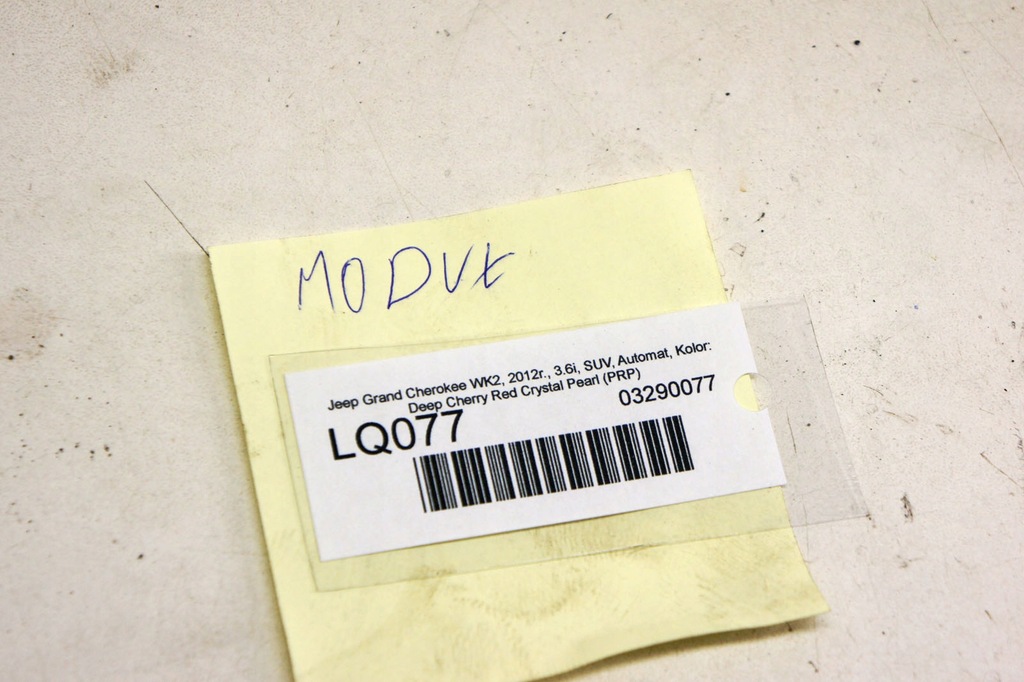 MODUŁ
Jeep Grand Cherokee WK2, 2012r., 3.6i, SUV, Automat, Kolor:
Deep Cherry Red Crystal Pearl (PRP)
LQ077
03290077